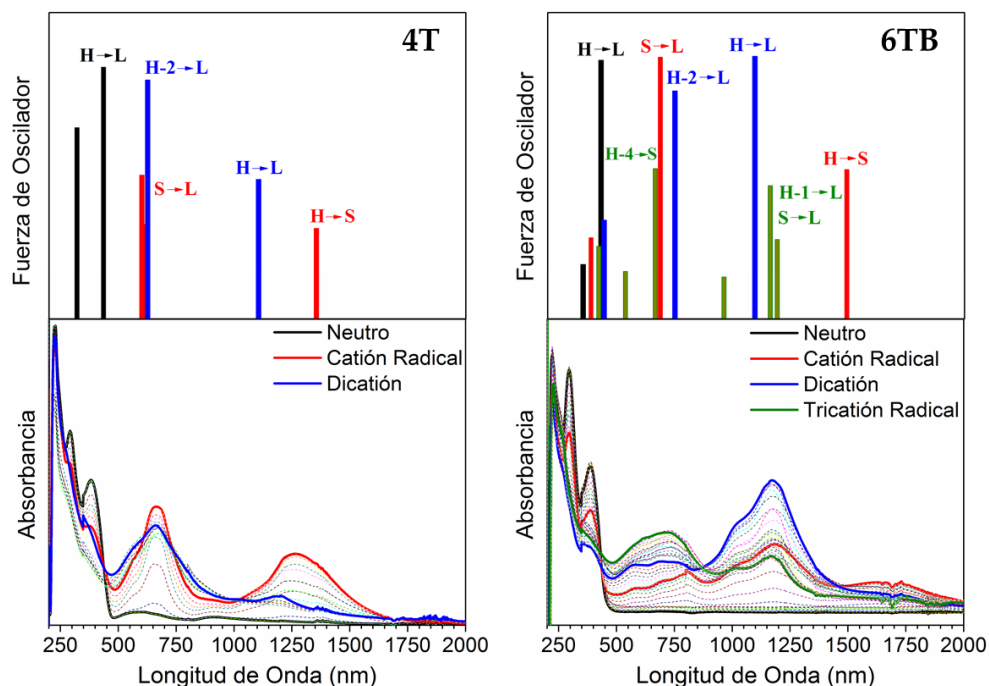 4T
Fuerza de Oscilador
H→L
H-2→L
S→L
H→L
H→S
Absorbancia
Neutro
Catión Radical
Dicatión
250 500 750 1000 1250 1500 1750 2000
Longitud de Onda (nm)
6TB
Fuerza de Oscilador
H→L
S→L
H→L
H-2→L
H-4→S
H→S
H-1→L
S→L
Absorbancia
Neutro
Catión Radical
Dicatión
Tricatión Radical
250 500 750 1000 1250 1500 1750 2000
Longitud de Onda (nm)